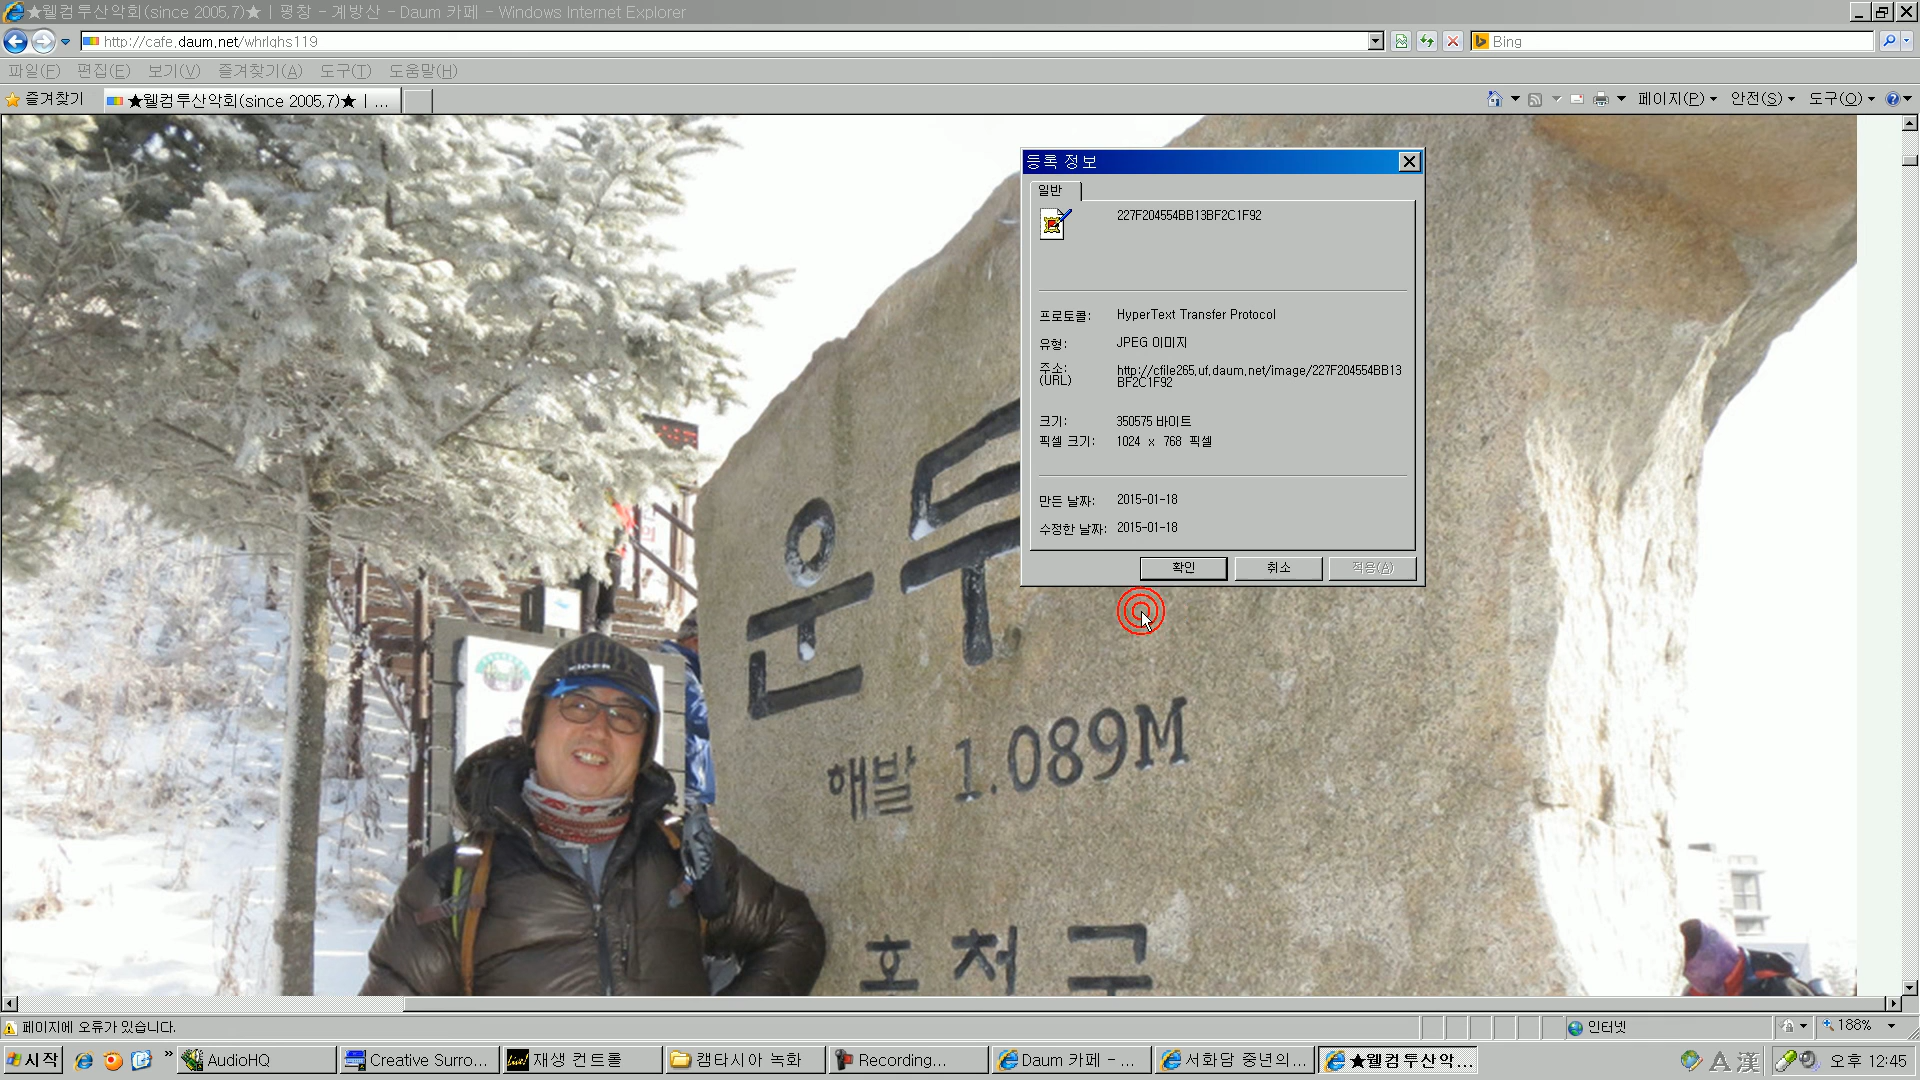 ★웰컴투산악회(since 2005.7)★ | 평창 - 계방산 - Daum 카페 - Windows Internet Explorer
http://cafe.daum.net/whrlqhs119
Bing
파일(F) 편집(E) 보기(V) 즐겨찾기(A) 도구(T) 도움말(H)
즐겨찾기
★웰컴투산악회(since 2005.7)★ | ...
페이지(P) 안전(S) 도구(O)
등록 정보
일반
227F204554BB13BF2C1F92
프로토콜: HyperText Transfer Protocol
유형: JPEG 이미지
주소: (URL) http://cfile265.uf.daum.net/image/227F204554BB13
BF2C1F92
크기: 350575 바이트
픽셀 크기: 1024 x 768 픽셀
만든 날짜: 2015-01-18
수정한 날짜: 2015-01-18
확인 취소 적용(A)
운두
해발 1.089M
홍천군
페이지에 오류가 있습니다.
인터넷
188%
시작
AudioHQ
Creative Surro...
재생 컨트롤
캠타시아 녹화
Recording...
Daum 카페 - ...
서화담 중년의...
★웰컴투산악...
A 漢
오후 12:45